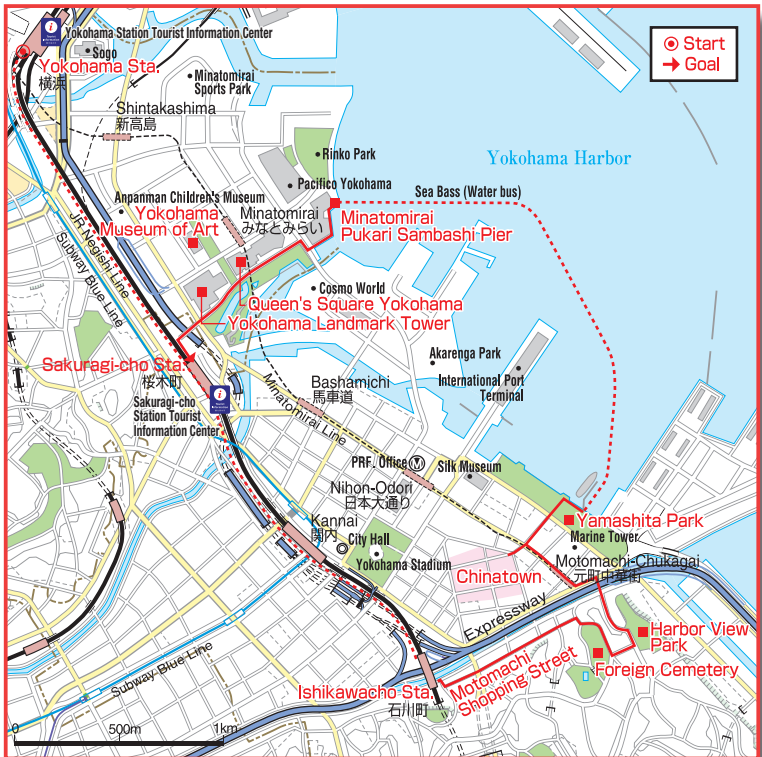 Start
Goal
i
Yokohama Station Tourist Information Center
Sogo
Yokohama Sta.
横浜
Minatomirai
Sports Park
Shintakashima
新高島
Rinko Park
Yokohama Harbor
Pacifico Yokohama
Sea Bass (Water bus)
Anpanman Children's Museum
Yokohama
Museum of Art
Minatomirai
みなとみらい
Minatomirai
Pukari Sambashi Pier
JR Negishi Line
Subway Blue Line
Cosmo World
Queen's Square Yokohama
Yokohama Landmark Tower
Sakuragi-cho Sta.
桜木町
Akarenga Park
International Port
Terminal
Bashamichi
馬車道
i
Sakuragi-cho
Station Tourist
Information Center
Minatomirai Line
PRF. Office
Silk Museum
Nihon-Odori
日本大通り
Kannai
関内
City Hall
Yokohama Stadium
Yamashita Park
Marine Tower
Chinatown
Motomachi-Chukagai
元町中華街
Expressway
Harbor View
Park
Foreign Cemetery
Motomachi
Shopping Street
Subway Blue Line
Ishikawacho Sta.
石川町
0
500m
1km